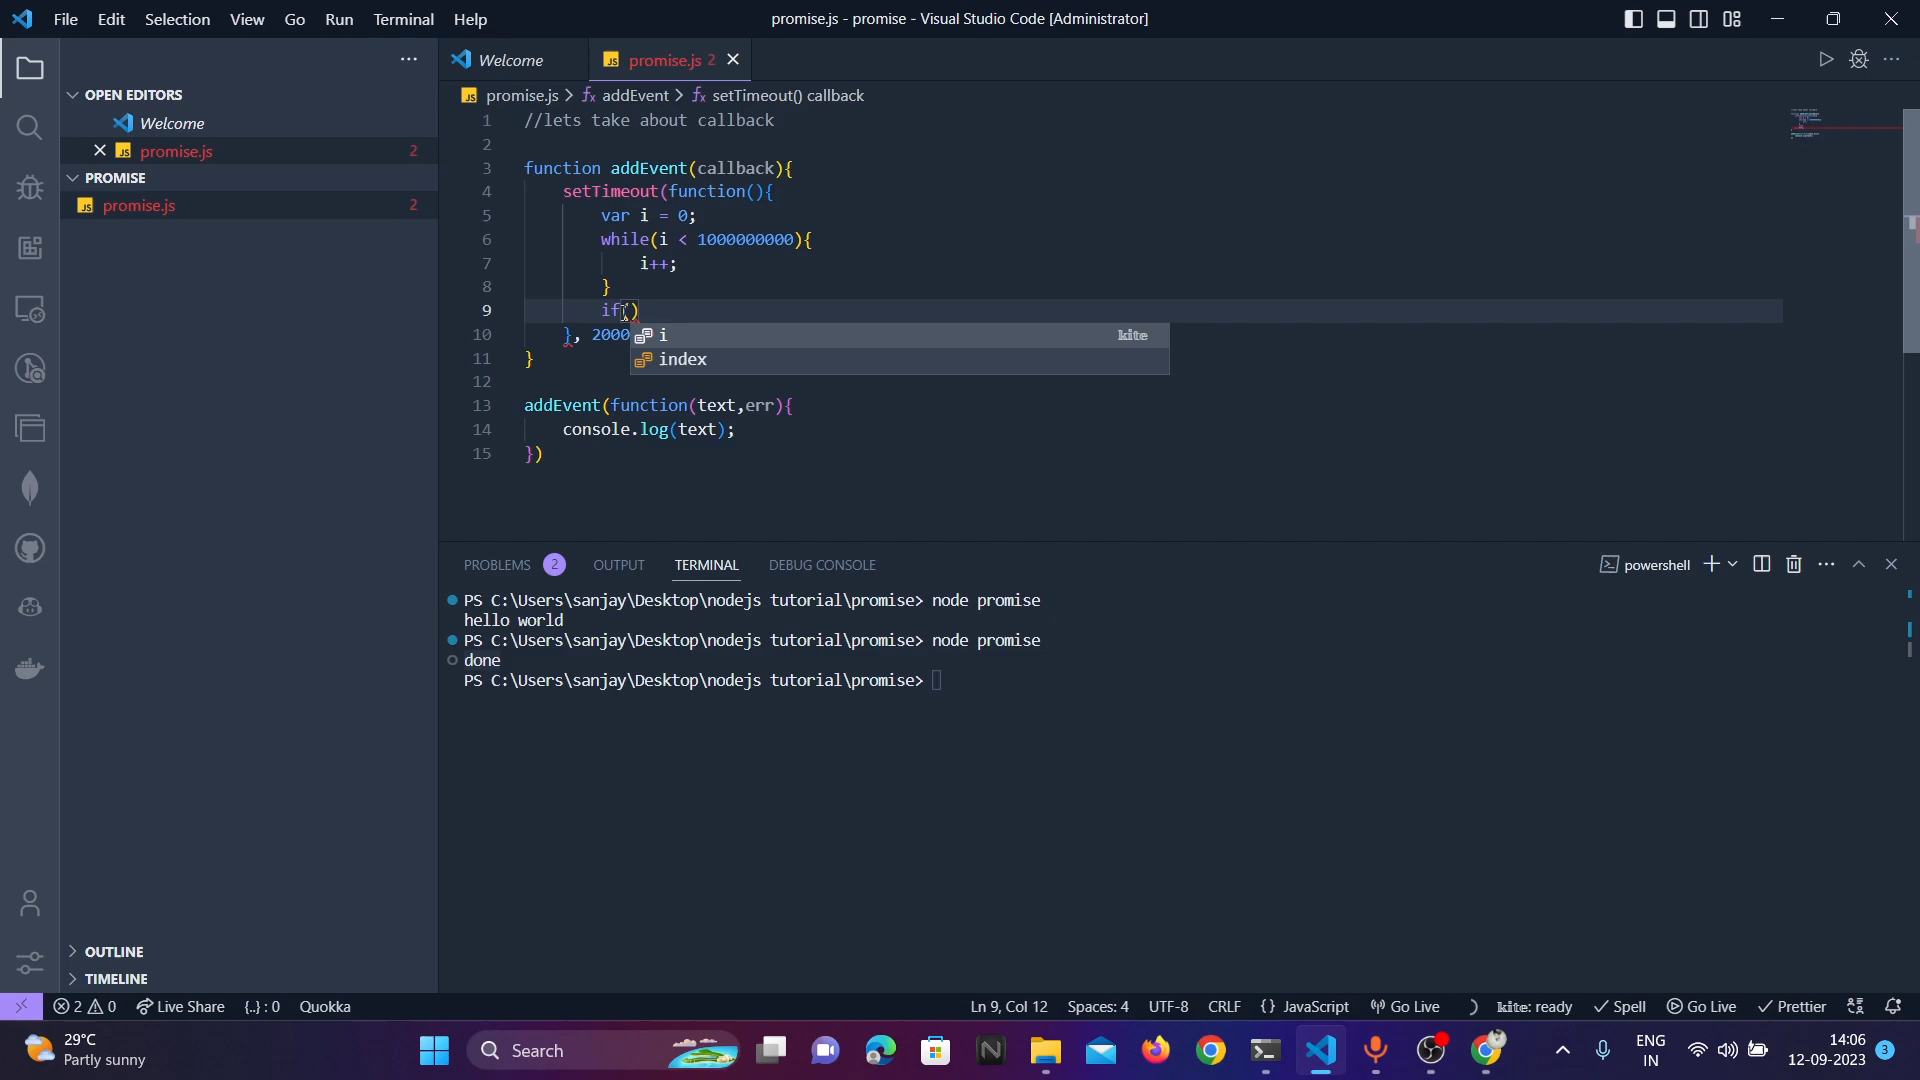 File Edit Selection View Go Run Terminal Help
promise.js - promise - Visual Studio Code [Administrator]
OPEN EDITORS
Welcome
promise.js 2
PROMISE
promise.js 2
OUTLINE
TIMELINE
Welcome promise.js 2
promise.js > addEvent > setTimeout() callback
1 //lets take about callback
2
3 function addEvent(callback){
4 setTimeout(function(){
5 var i = 0;
6 while(i < 1000000000){
7 i++;
8 }
9 if()
10 }, 2000
i kite
index
11 }
12
13 addEvent(function(text,err){
14 console.log(text);
15 })
PROBLEMS 2 OUTPUT TERMINAL DEBUG CONSOLE
powershell
PS C:\Users\sanjay\Desktop\nodejs tutorial\promise> node promise
hello world
PS C:\Users\sanjay\Desktop\nodejs tutorial\promise> node promise
done
PS C:\Users\sanjay\Desktop\nodejs tutorial\promise>
2 0 Live Share {..} : 0 Quokka Ln 9, Col 12 Spaces: 4 UTF-8 CRLF {} JavaScript Go Live kite: ready Spell Go Live Prettier
29°C
Partly sunny
Search
ENG
IN
14:06
12-09-2023
3